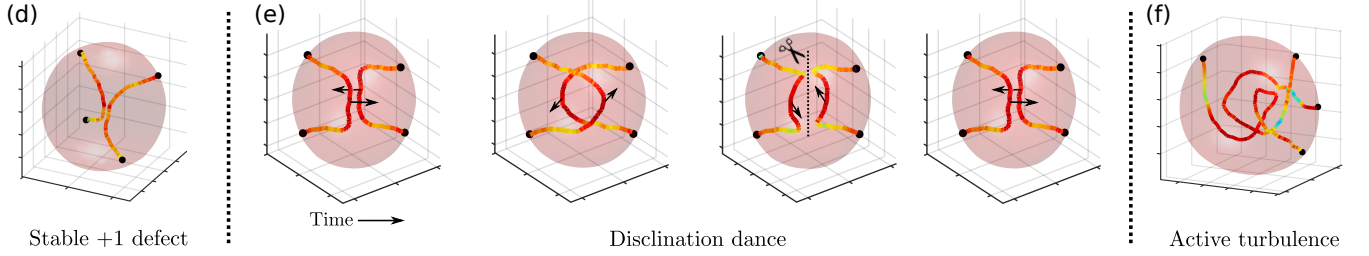 (d)
(e)
(f)
Time
Stable +1 defect
Disclination dance
Active turbulence